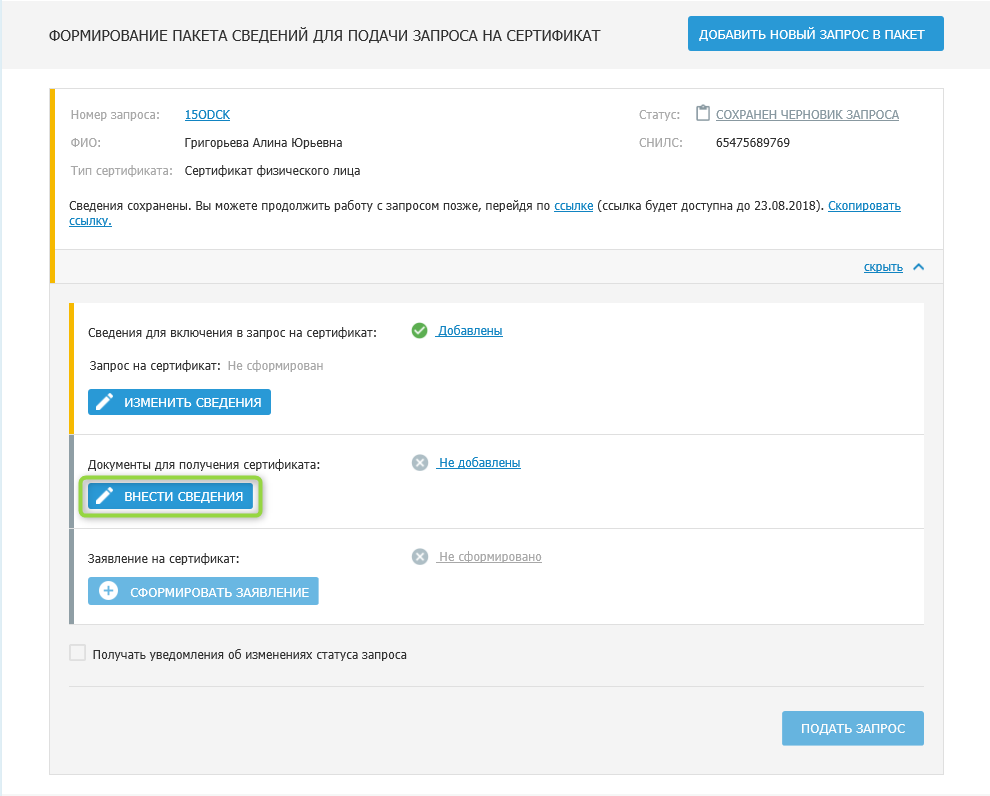 ФОРМИРОВАНИЕ ПАКЕТА СВЕДЕНИЙ ДЛЯ ПОДАЧИ ЗАПРОСА НА СЕРТИФИКАТ
ДОБАВИТЬ НОВЫЙ ЗАПРОС В ПАКЕТ
Номер запроса: 15ODCK
Статус: СОХРАНЕН ЧЕРНОВИК ЗАПРОСА
ФИО: Григорьева Алина Юрьевна
СНИЛС: 65475689769
Тип сертификата: Сертификат физического лица
Сведения сохранены. Вы можете продолжить работу с запросом позже, перейдя по ссылке (ссылка будет доступна до 23.08.2018). Скопировать
ссылку.
скрыть
Сведения для включения в запрос на сертификат: Добавлены
Запрос на сертификат: Не сформирован
ИЗМЕНИТЬ СВЕДЕНИЯ
Документы для получения сертификата: Не добавлены
ВНЕСТИ СВЕДЕНИЯ
Заявление на сертификат: Не сформировано
СФОРМИРОВАТЬ ЗАЯВЛЕНИЕ
Получать уведомления об изменениях статуса запроса
ПОДАТЬ ЗАПРОС